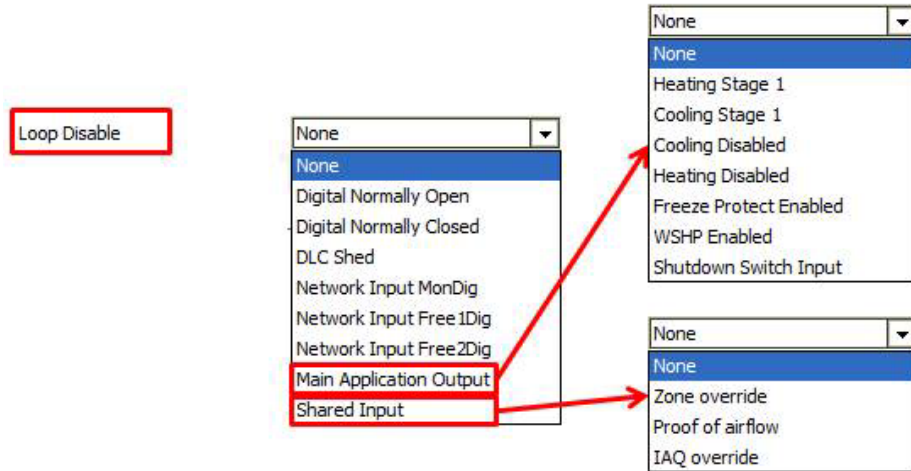 Loop Disable
None
None
Digital Normally Open
Digital Normally Closed
DLC Shed
Network Input MonDig
Network Input Free1Dig
Network Input Free2Dig
Main Application Output
Shared Input
None
None
Heating Stage 1
Cooling Stage 1
Cooling Disabled
Heating Disabled
Freeze Protect Enabled
WSHP Enabled
Shutdown Switch Input
None
None
Zone override
Proof of airflow
IAQ override